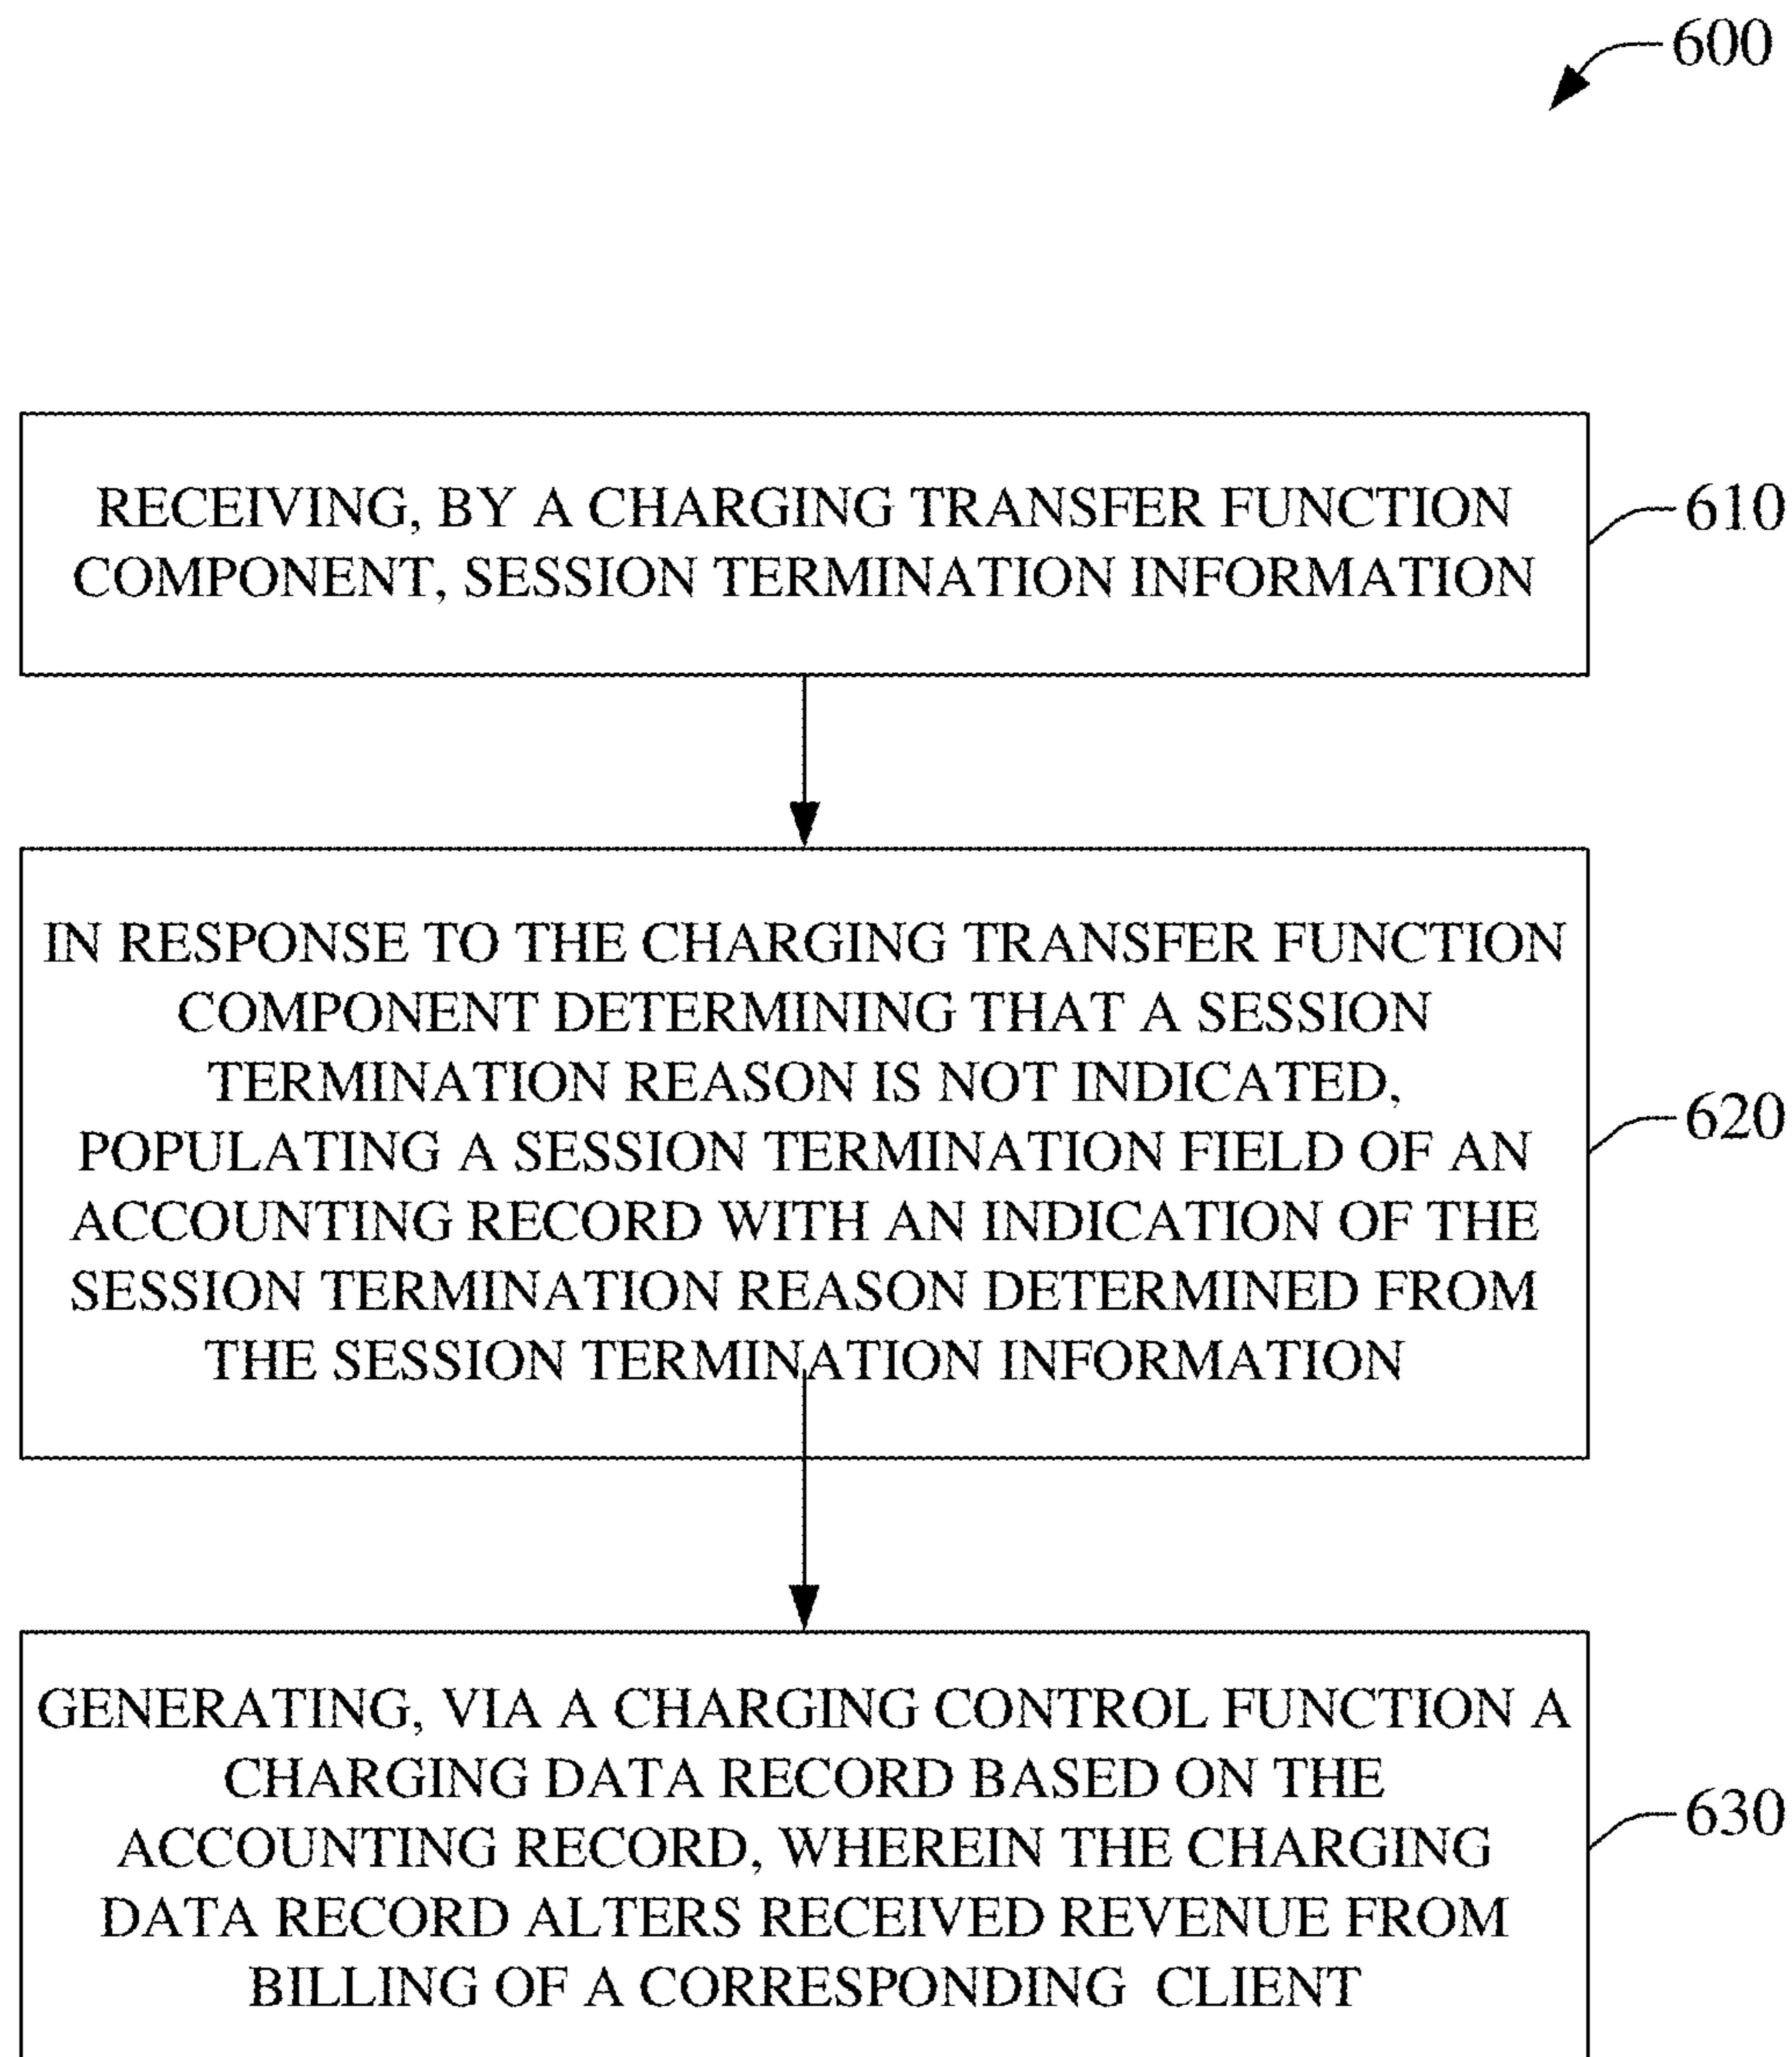 600
RECEIVING, BY A CHARGING TRANSFER FUNCTION
COMPONENT, SESSION TERMINATION INFORMATION
610
IN RESPONSE TO THE CHARGING TRANSFER FUNCTION
COMPONENT DETERMINING THAT A SESSION
TERMINATION REASON IS NOT INDICATED,
POPULATING A SESSION TERMINATION FIELD OF AN
ACCOUNTING RECORD WITH AN INDICATION OF THE
SESSION TERMINATION REASON DETERMINED FROM
THE SESSION TERMINATION INFORMATION
620
GENERATING, VIA A CHARGING CONTROL FUNCTION A
CHARGING DATA RECORD BASED ON THE
ACCOUNTING RECORD, WHEREIN THE CHARGING
DATA RECORD ALTERS RECEIVED REVENUE FROM
BILLING OF A CORRESPONDING CLIENT
630